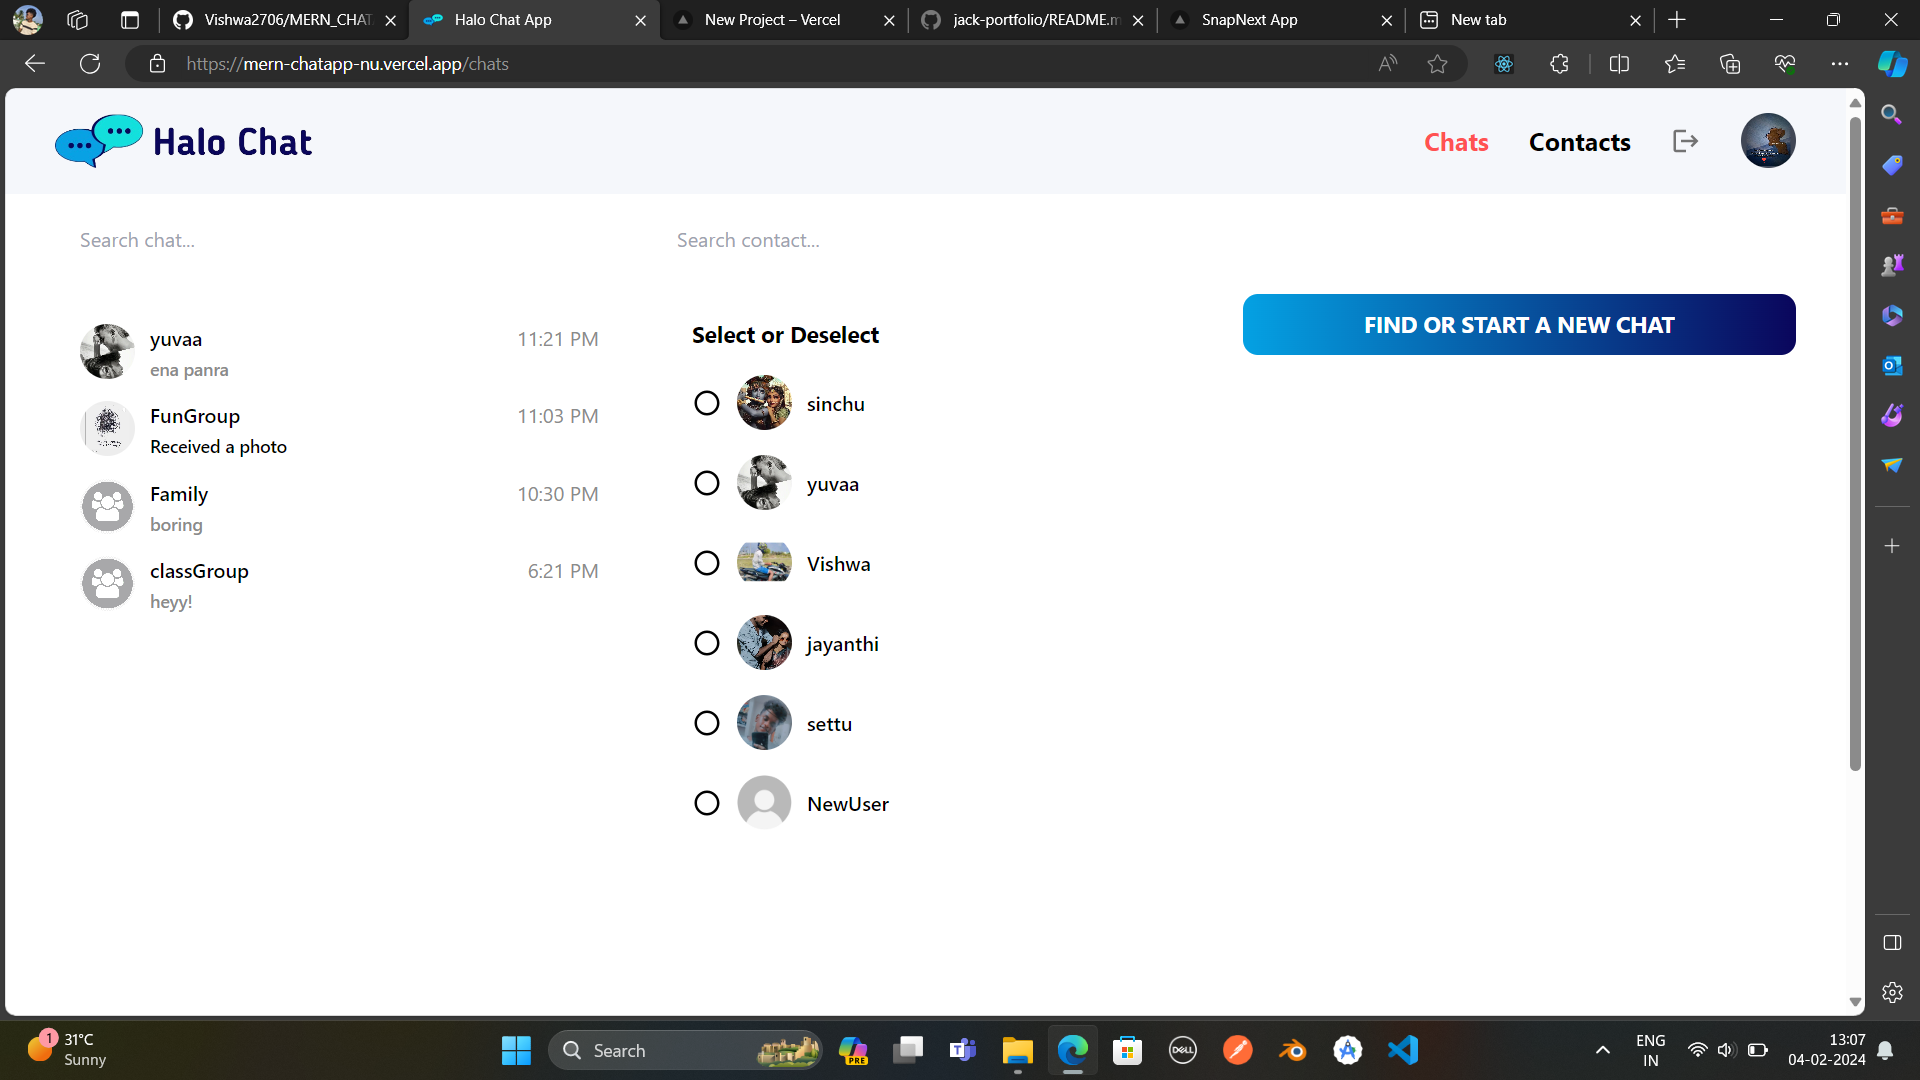 Vishwa2706/MERN_CHAT
Halo Chat App
New Project – Vercel
jack-portfolio/README.m
SnapNext App
New tab
https://mern-chatapp-nu.vercel.app/chats
Halo Chat
Chats
Contacts
Search chat...
Search contact...
yuvaa
11:21 PM
ena panra
FunGroup
11:03 PM
Received a photo
Family
10:30 PM
boring
classGroup
6:21 PM
heyy!
Select or Deselect
sinchu
yuvaa
Vishwa
jayanthi
settu
NewUser
FIND OR START A NEW CHAT
1
31°C
Sunny
Search
PRE
DELL
ENG
IN
13:07
04-02-2024